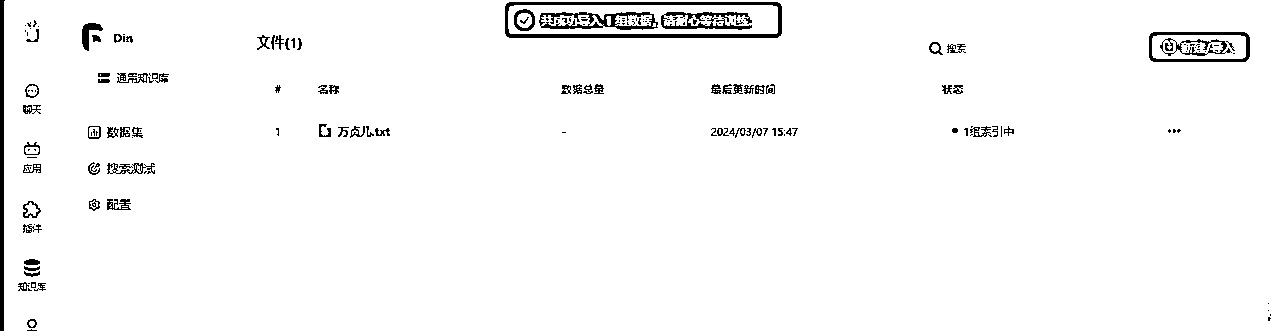 共成功导入 1 组数据，请耐心等待训练.
Din
文件(1)
搜索
新建/导入
通用知识库
# 名称 数据总量 最后更新时间 状态
聊天
数据集
1 万贞儿.txt - 2024/03/07 15:47 1组索引中 ...
应用
搜索测试
配置
插件
知识库